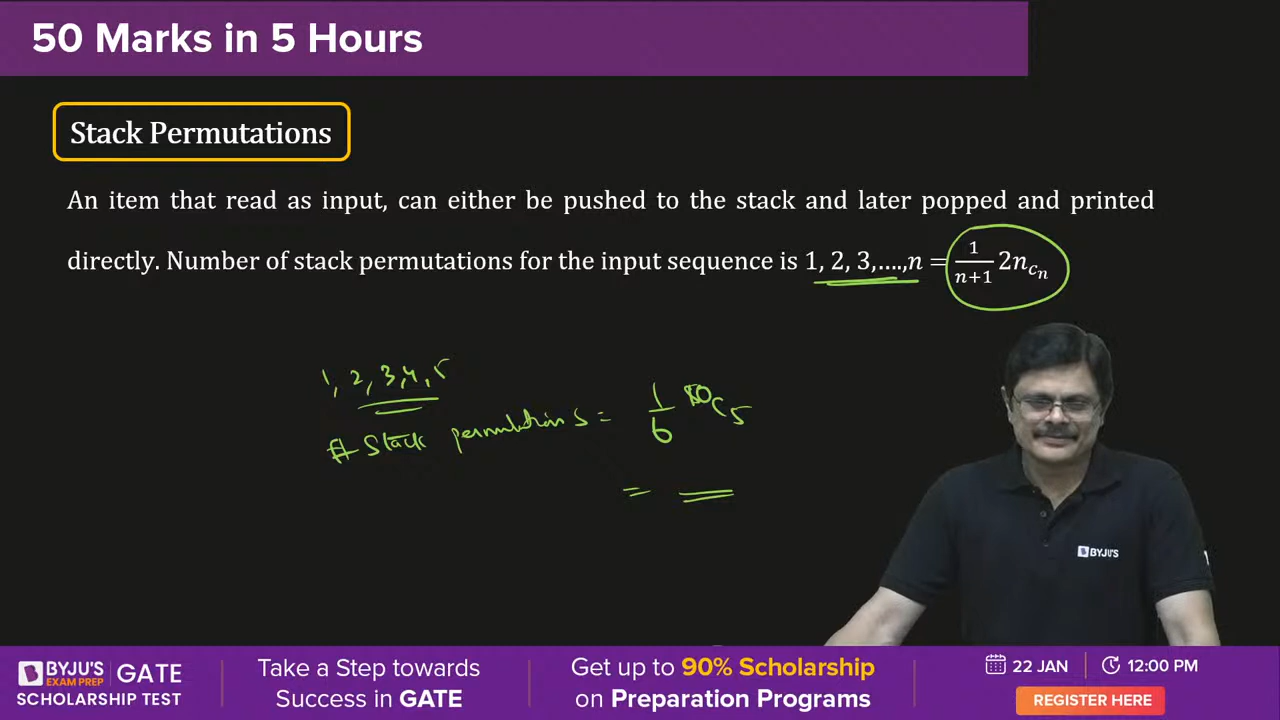 50 Marks in 5 Hours
Stack Permutations
An item that read as input, can either be pushed to the stack and later popped and printed
directly. Number of stack permutations for the input sequence is 1, 2, 3,....,n = 1/(n+1) 2n_{C_n}
1, 2, 3, 4, 5
# Stack permutations = 1/6 10C5
=
BYJU'S
BYJU'S EXAM PREP | GATE
SCHOLARSHIP TEST
Take a Step towards
Success in GATE
Get up to 90% Scholarship
on Preparation Programs
22 JAN
12:00 PM
REGISTER HERE